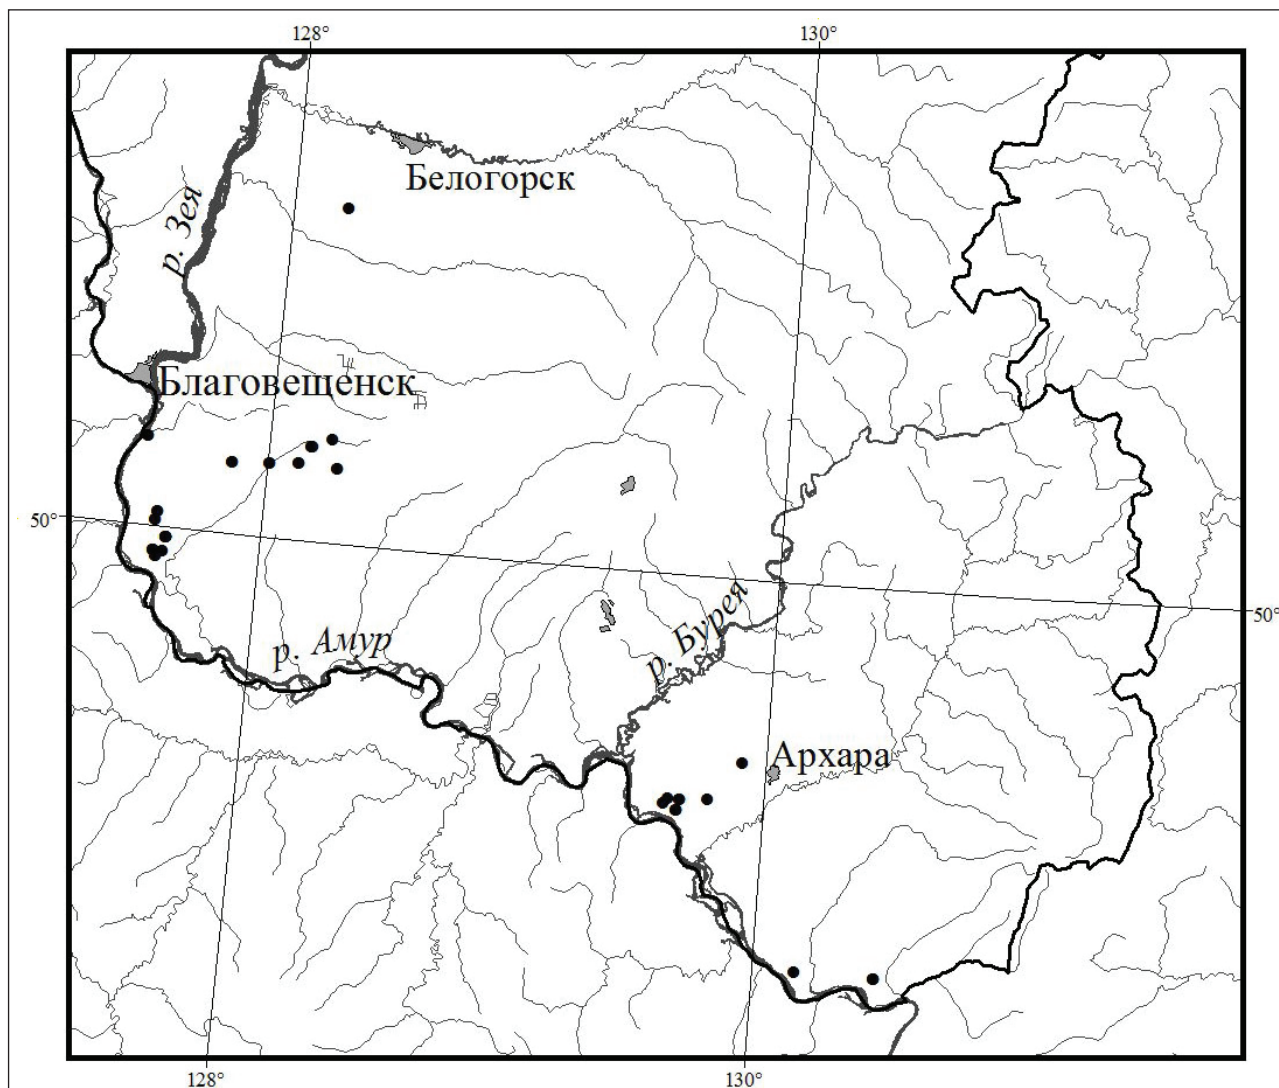 128°
130°
Белогорск
р. Зея
Благовещенск
50°
р. Амур
р. Бурея
50°
Архара
128°
130°